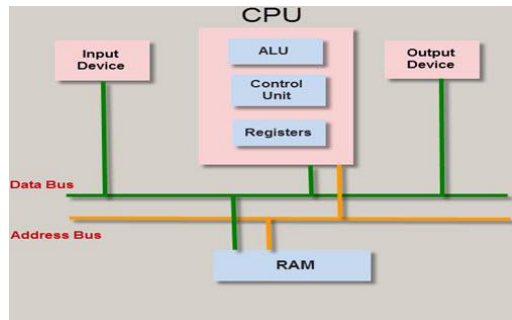 CPU
Input
Device
ALU
Control
Unit
Registers
Output
Device
Data Bus
Address Bus
RAM